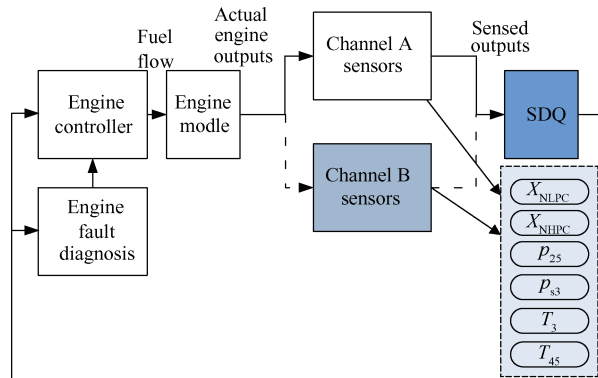 Fuel
flow
Actual
engine
outputs
Sensed
outputs
Engine
controller
Engine
modle
Channel A
sensors
SDQ
Channel B
sensors
Engine
fault
diagnosis
X_NLPC
X_NHPC
p_25
p_s3
T_3
T_45